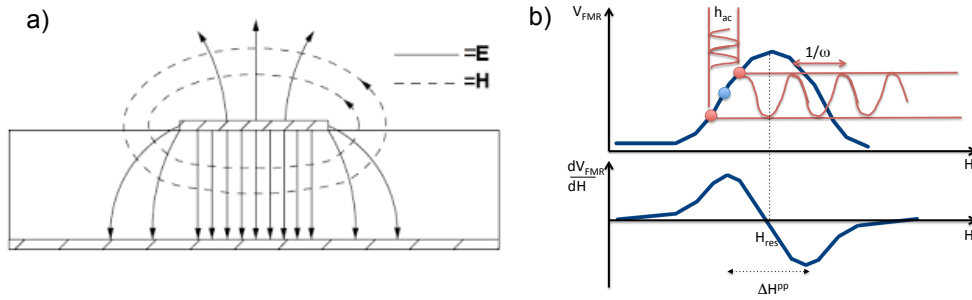 a)
=E
=H
b)
V_FMR
h_ac
1/ω
H
dV_FMR
dH
H
H_res
ΔH^pp